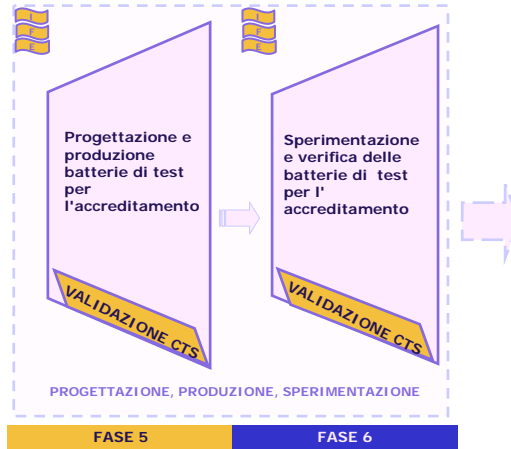 I
F
E
I
F
E
Progettazione e
produzione
batterie di test
per
l'accreditamento
Sperimentazione
e verifica delle
batterie di test
per l'
accreditamento
VALIDAZIONE CTS
VALIDAZIONE CTS
PROGETTAZIONE, PRODUZIONE, SPERIMENTAZIONE
FASE 5
FASE 6